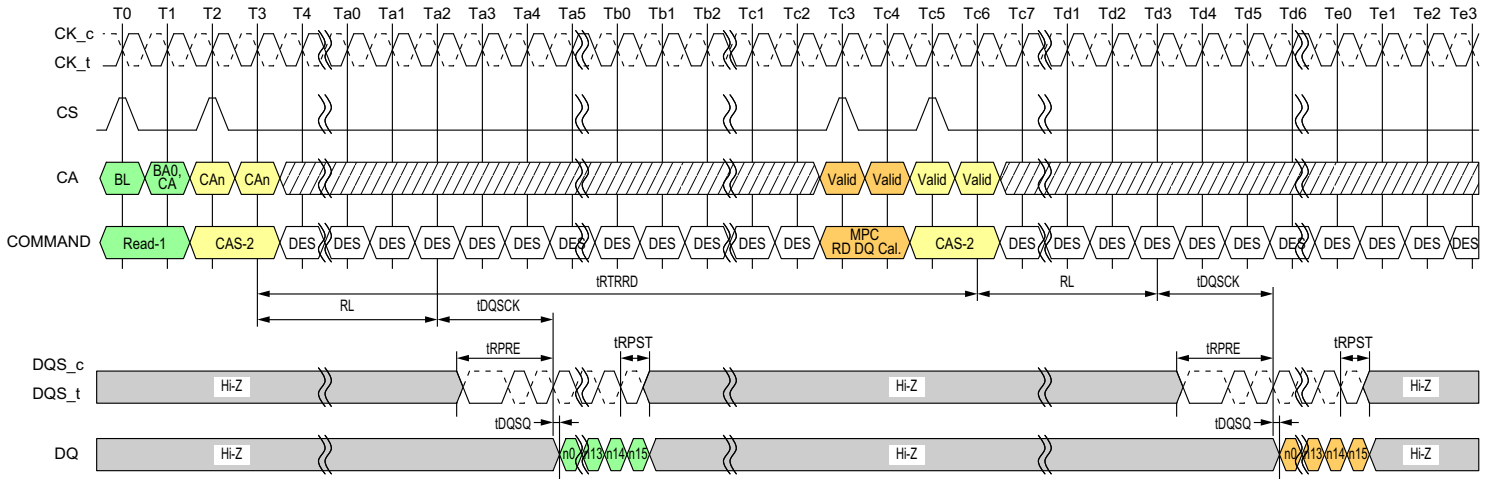 T0 T1 T2 T3 T4 Ta0 Ta1 Ta2 Ta3 Ta4 Ta5 Tb0 Tb1 Tb2 Tc1 Tc2 Tc3 Tc4 Tc5 Tc6 Tc7 Td1 Td2 Td3 Td4 Td5 Td6 Te0 Te1 Te2 Te3
CK_c
CK_t
CS
CA BL BA0, CA CAn CAn Valid Valid Valid Valid
COMMAND Read-1 CAS-2 DES DES DES DES DES DES DES DES DES DES DES DES MPC RD DQ Cal. CAS-2 DES DES DES DES DES DES DES DES DES DES DES
tRTRRD
RL tDQSCK
RL tDQSCK
tRPRE tRPST tRPRE tRPST
DQS_c
DQS_t
Hi-Z Hi-Z Hi-Z
tDQSQ tDQSQ
DQ Hi-Z n0 n13 n14 n15 Hi-Z n0 n13 n14 n15 Hi-Z